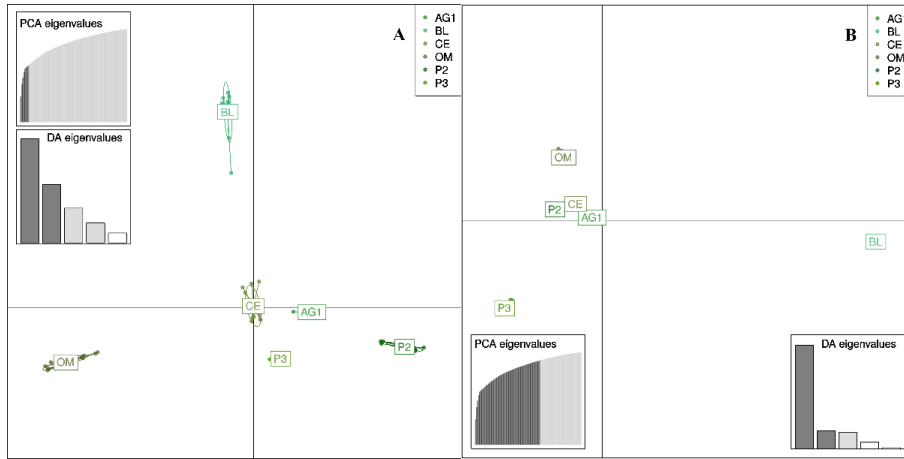 PCA eigenvalues
DA eigenvalues
A
AG1
BL
CE
OM
P2
P3
BL
CE
AG1
P3
P2
OM
B
AG1
BL
CE
OM
P2
P3
OM
CE
P2
AG1
BL
P3
PCA eigenvalues
DA eigenvalues